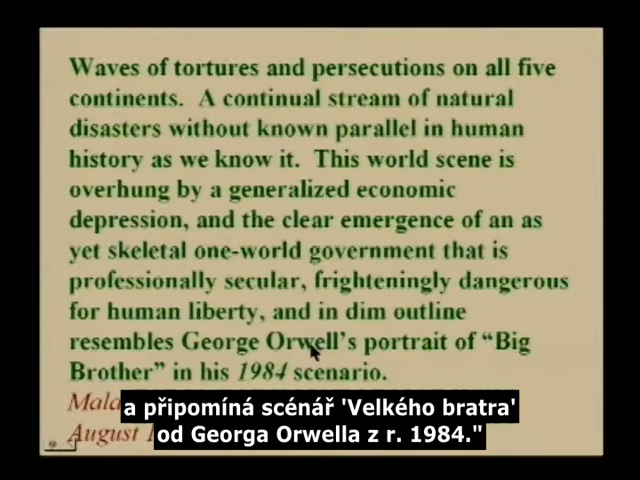 Waves of tortures and persecutions on all five
continents. A continual stream of natural
disasters without known parallel in human
history as we know it. This world scene is
overhung by a generalized economic
depression, and the clear emergence of an as
yet skeletal one-world government that is
professionally secular, frighteningly dangerous
for human liberty, and in dim outline
resembles George Orwell's portrait of “Big
Brother” in his 1984 scenario.
a připomíná scénář 'Velkého bratra'
August
od Georga Orwella z r. 1984."